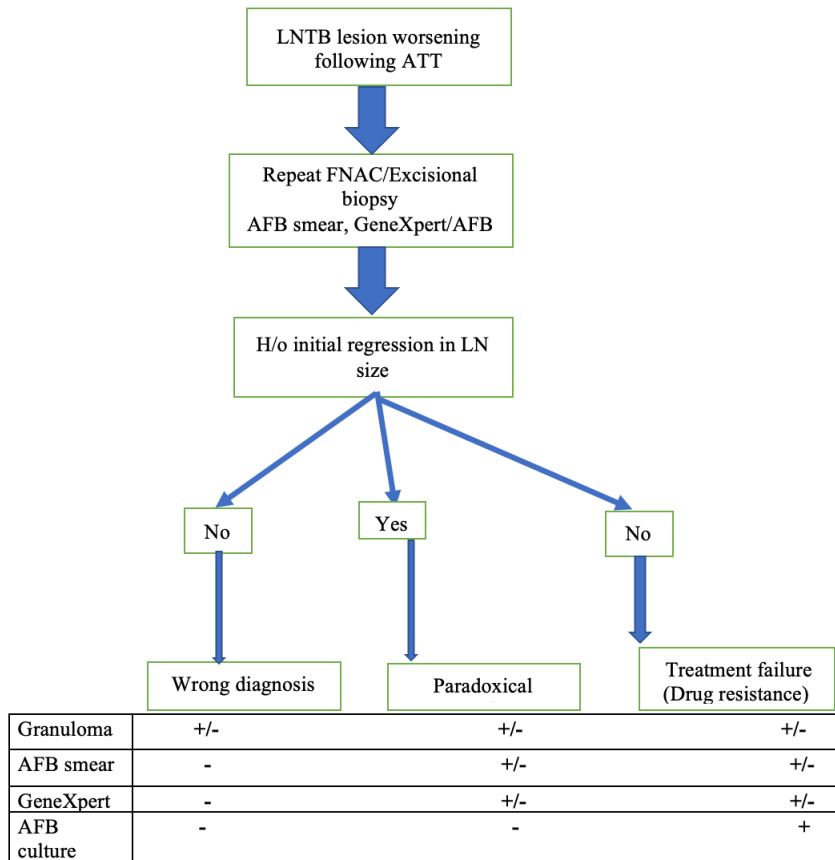 LNTB lesion worsening
following ATT
Repeat FNAC/Excisional
biopsy
AFB smear, GeneXpert/AFB
H/o initial regression in LN
size
No
Yes
No
Wrong diagnosis
Paradoxical
Treatment failure
(Drug resistance)
Granuloma +/- +/- +/-
AFB smear - +/- +/-
GeneXpert - +/- +/-
AFB
culture - - +